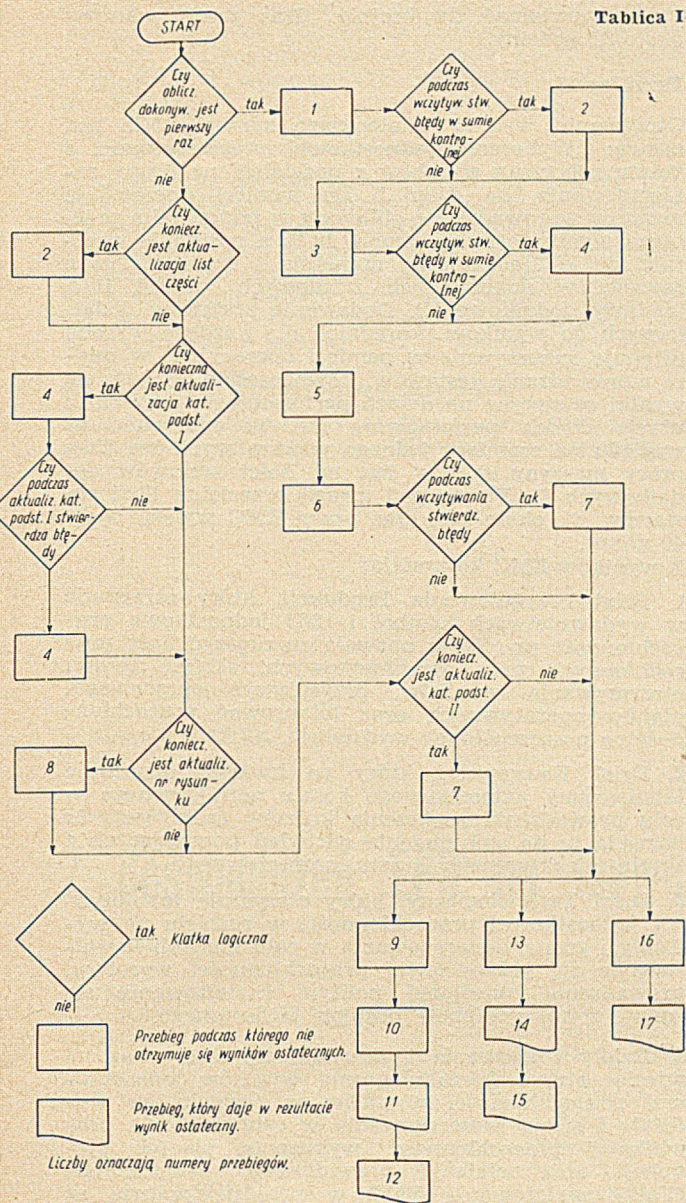 Tablica I
START
Czy
oblicz.
dokonyw. jest
pierwszy
raz
tak
nie
1
Czy
podczas
wczytyw. stw.
błędy w sumie
kontro-
lnej
tak
nie
2
Czy
koniecz.
jest aktua-
lizacja list
części
tak
nie
2
3
Czy
podczas
wczytyw. stw.
błędy w sumie
kontro-
lnej
tak
nie
4
Czy
konieczna
jest aktuali-
zacja kat.
podst.
I
tak
4
5
Czy
podczas
aktualiz. kat.
podst. I stwier-
rdza błę-
dy
nie
6
Czy
podczas
wczytywania
stwierdz.
błędy
tak
nie
7
4
Czy
koniecz.
jest aktualiz.
kat. podst.
II
nie
tak
7
Czy
koniecz.
jest aktualiz.
nr rysun-
ku
tak
nie
8
9
13
16
10
14
17
11
15
12
tak
Klatka logiczna
nie
Przebieg podczas którego nie
otrzymuje się wyników ostatecznych.
Przebieg, który daje w rezultacie
wynik ostateczny.
Liczby oznaczają numery przebiegów.